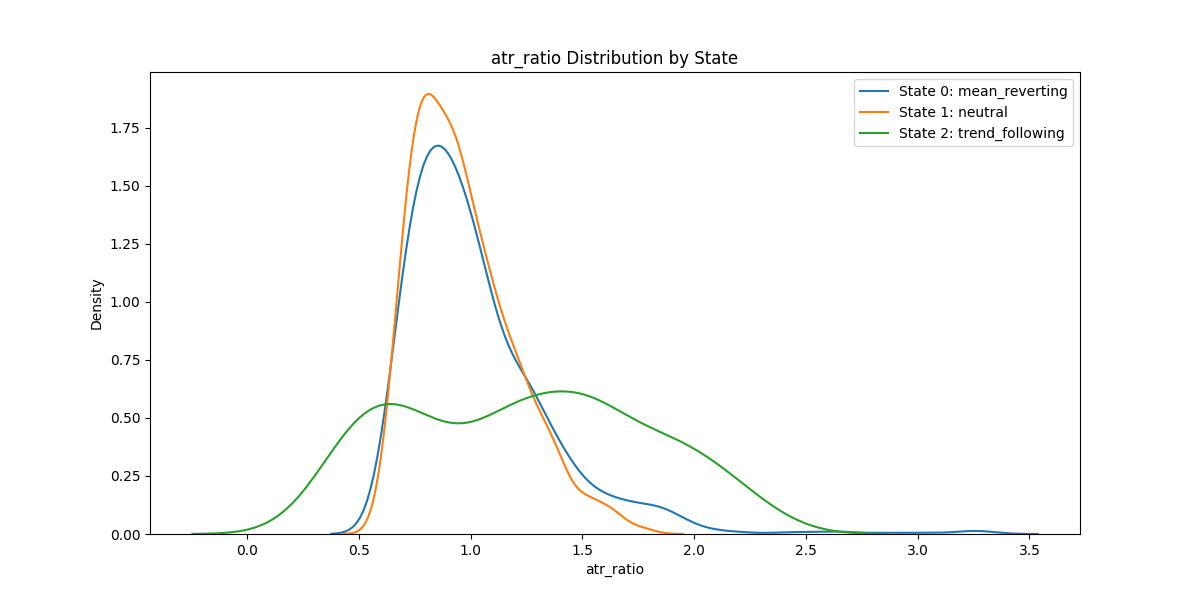 atr_ratio Distribution by State
State 0: mean_reverting
State 1: neutral
State 2: trend_following
Density
1.75
1.50
1.25
1.00
0.75
0.50
0.25
0.00
0.0 0.5 1.0 1.5 2.0 2.5 3.0 3.5
atr_ratio